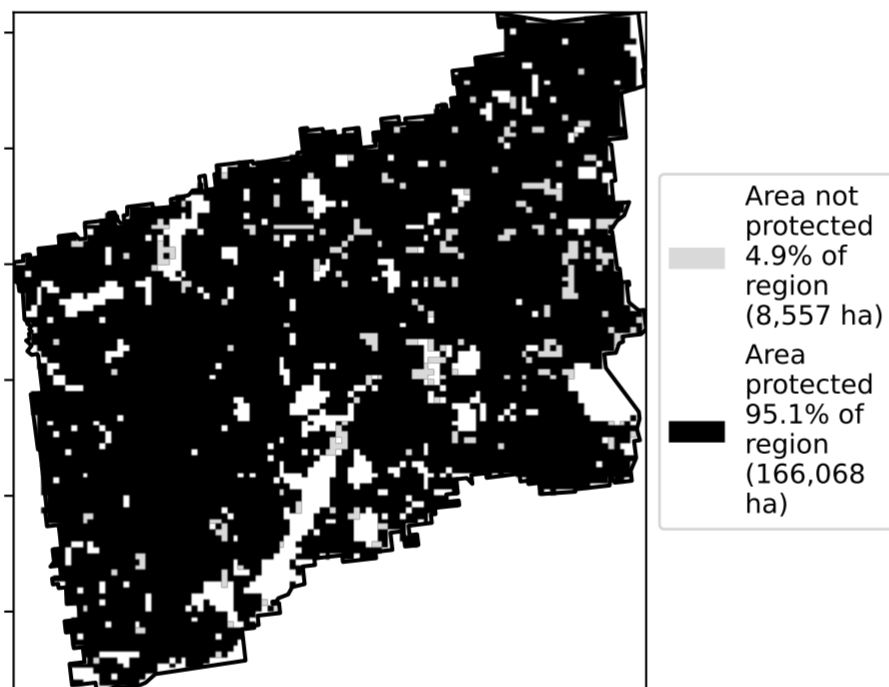 Area not
protected
4.9% of
region
(8,557 ha)
Area
protected
95.1% of
region
(166,068
ha)